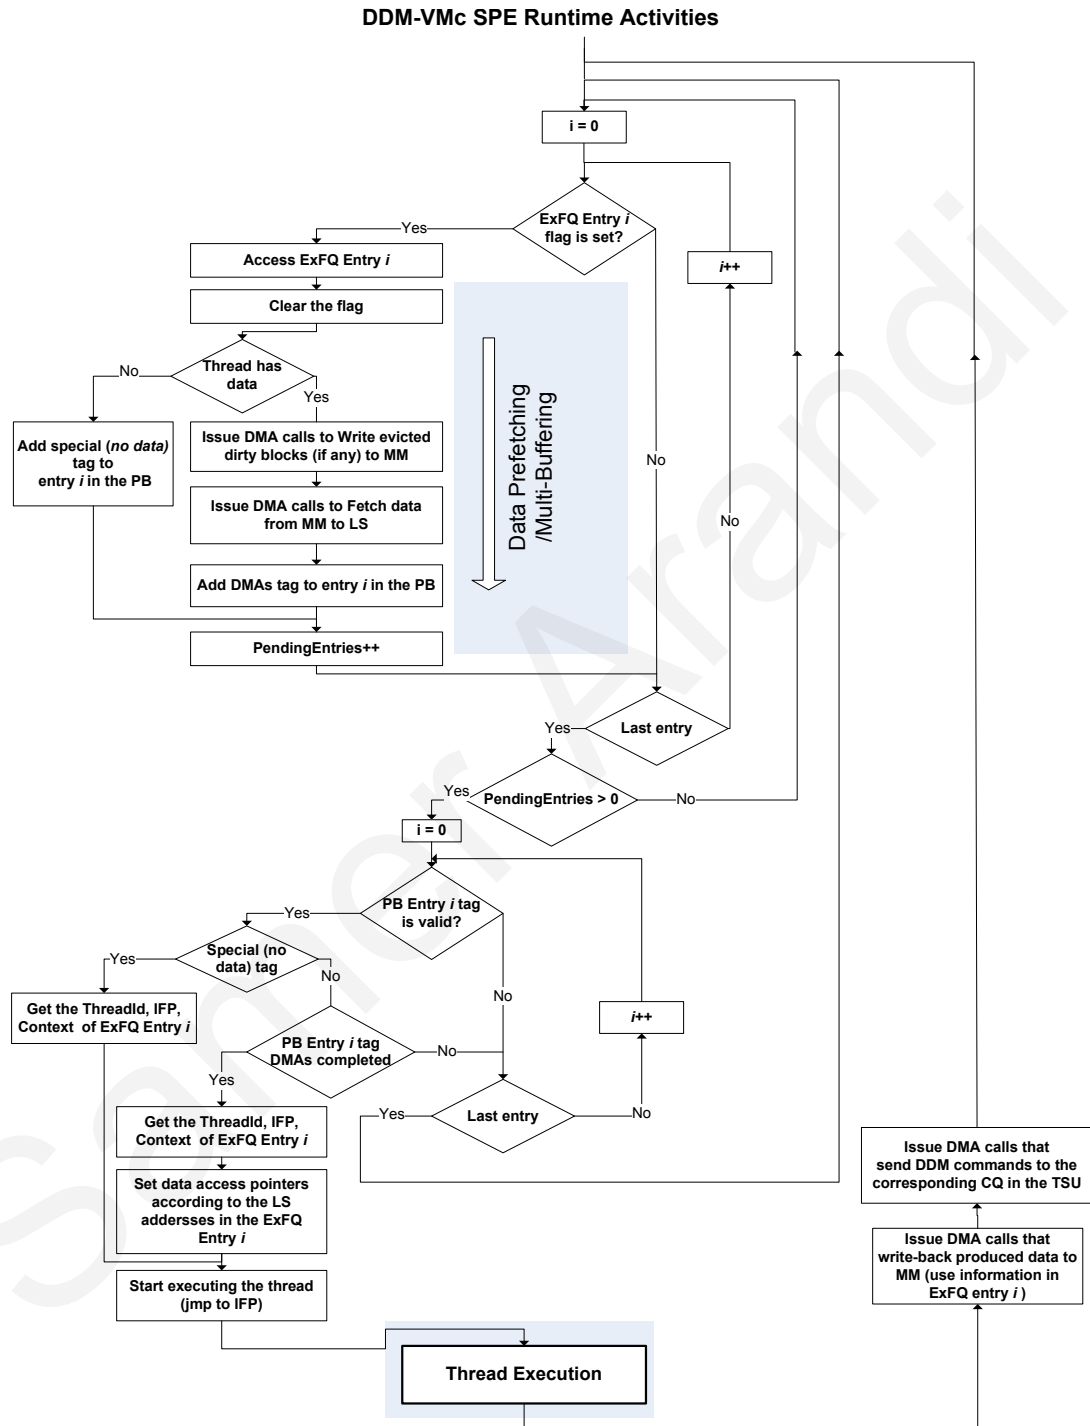 DDM-VMc SPE Runtime Activities
i = 0
ExFQ Entry i
flag is set?
Yes
Access ExFQ Entry i
i++
Clear the flag
Thread has
data
No
Yes
Add special (no data)
tag to
entry i in the PB
Issue DMA calls to Write evicted
dirty blocks (if any) to MM
Issue DMA calls to Fetch data
from MM to LS
Add DMAs tag to entry i in the PB
PendingEntries++
Data Prefetching
/Multi-Buffering
No
No
Last entry
Yes
PendingEntries > 0
Yes
No
i = 0
PB Entry i tag
is valid?
Yes
Special (no
data) tag
Yes
No
No
Get the ThreadId, IFP,
Context of ExFQ Entry i
i++
PB Entry i tag
DMAs completed
No
Yes
Last entry
Yes
No
Get the ThreadId, IFP,
Context of ExFQ Entry i
Set data access pointers
according to the LS
addersses in the ExFQ
Entry i
Start executing the thread
(jmp to IFP)
Thread Execution
Issue DMA calls that
send DDM commands to the
corresponding CQ in the TSU
Issue DMA calls that
write-back produced data to
MM (use information in
ExFQ entry i )
Samer Arandi